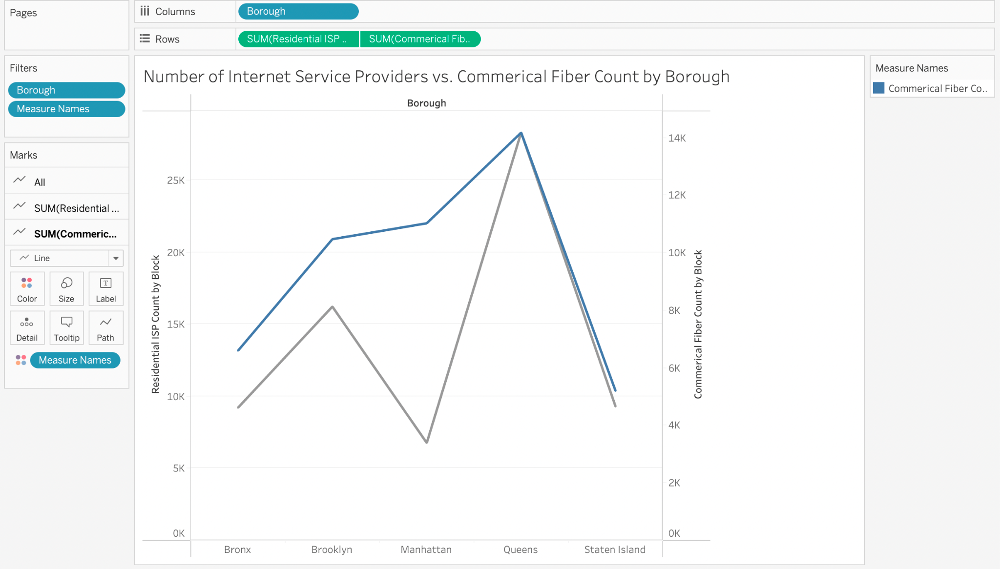 Pages
Columns
Borough
Rows
SUM(Residential ISP ..
SUM(Commerical Fib..
Filters
Borough
Measure Names
Marks
All
SUM(Residential ...
SUM(Commeric...
Line
Color
Size
Label
Detail
Tooltip
Path
Measure Names
Number of Internet Service Providers vs. Commerical Fiber Count by Borough
Borough
Residential ISP Count by Block
25K
20K
15K
10K
5K
0K
14K
12K
10K
8K
6K
4K
2K
0K
Commerical Fiber Count by Block
Bronx
Brooklyn
Manhattan
Queens
Staten Island
Measure Names
Commerical Fiber Co..